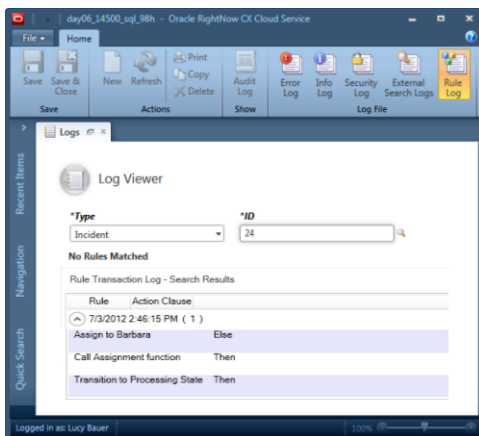 day06_14500_sql_98h - Oracle RightNow CX Cloud Service
File Home
Save Save & Close New Refresh Print Copy Delete Audit Log Error Log Info Log Security Log External Search Logs Rule Log
Save Actions Show Log File
Logs
Recent Items
Navigation
Quick Search
Log Viewer
*Type *ID
Incident 24
No Rules Matched
Rule Transaction Log - Search Results
Rule Action Clause
7/3/2012 2:46:15 PM ( 1 )
Assign to Barbara Else
Call Assignment function Then
Transition to Processing State Then
Logged in as: Lucy Bauer 100%